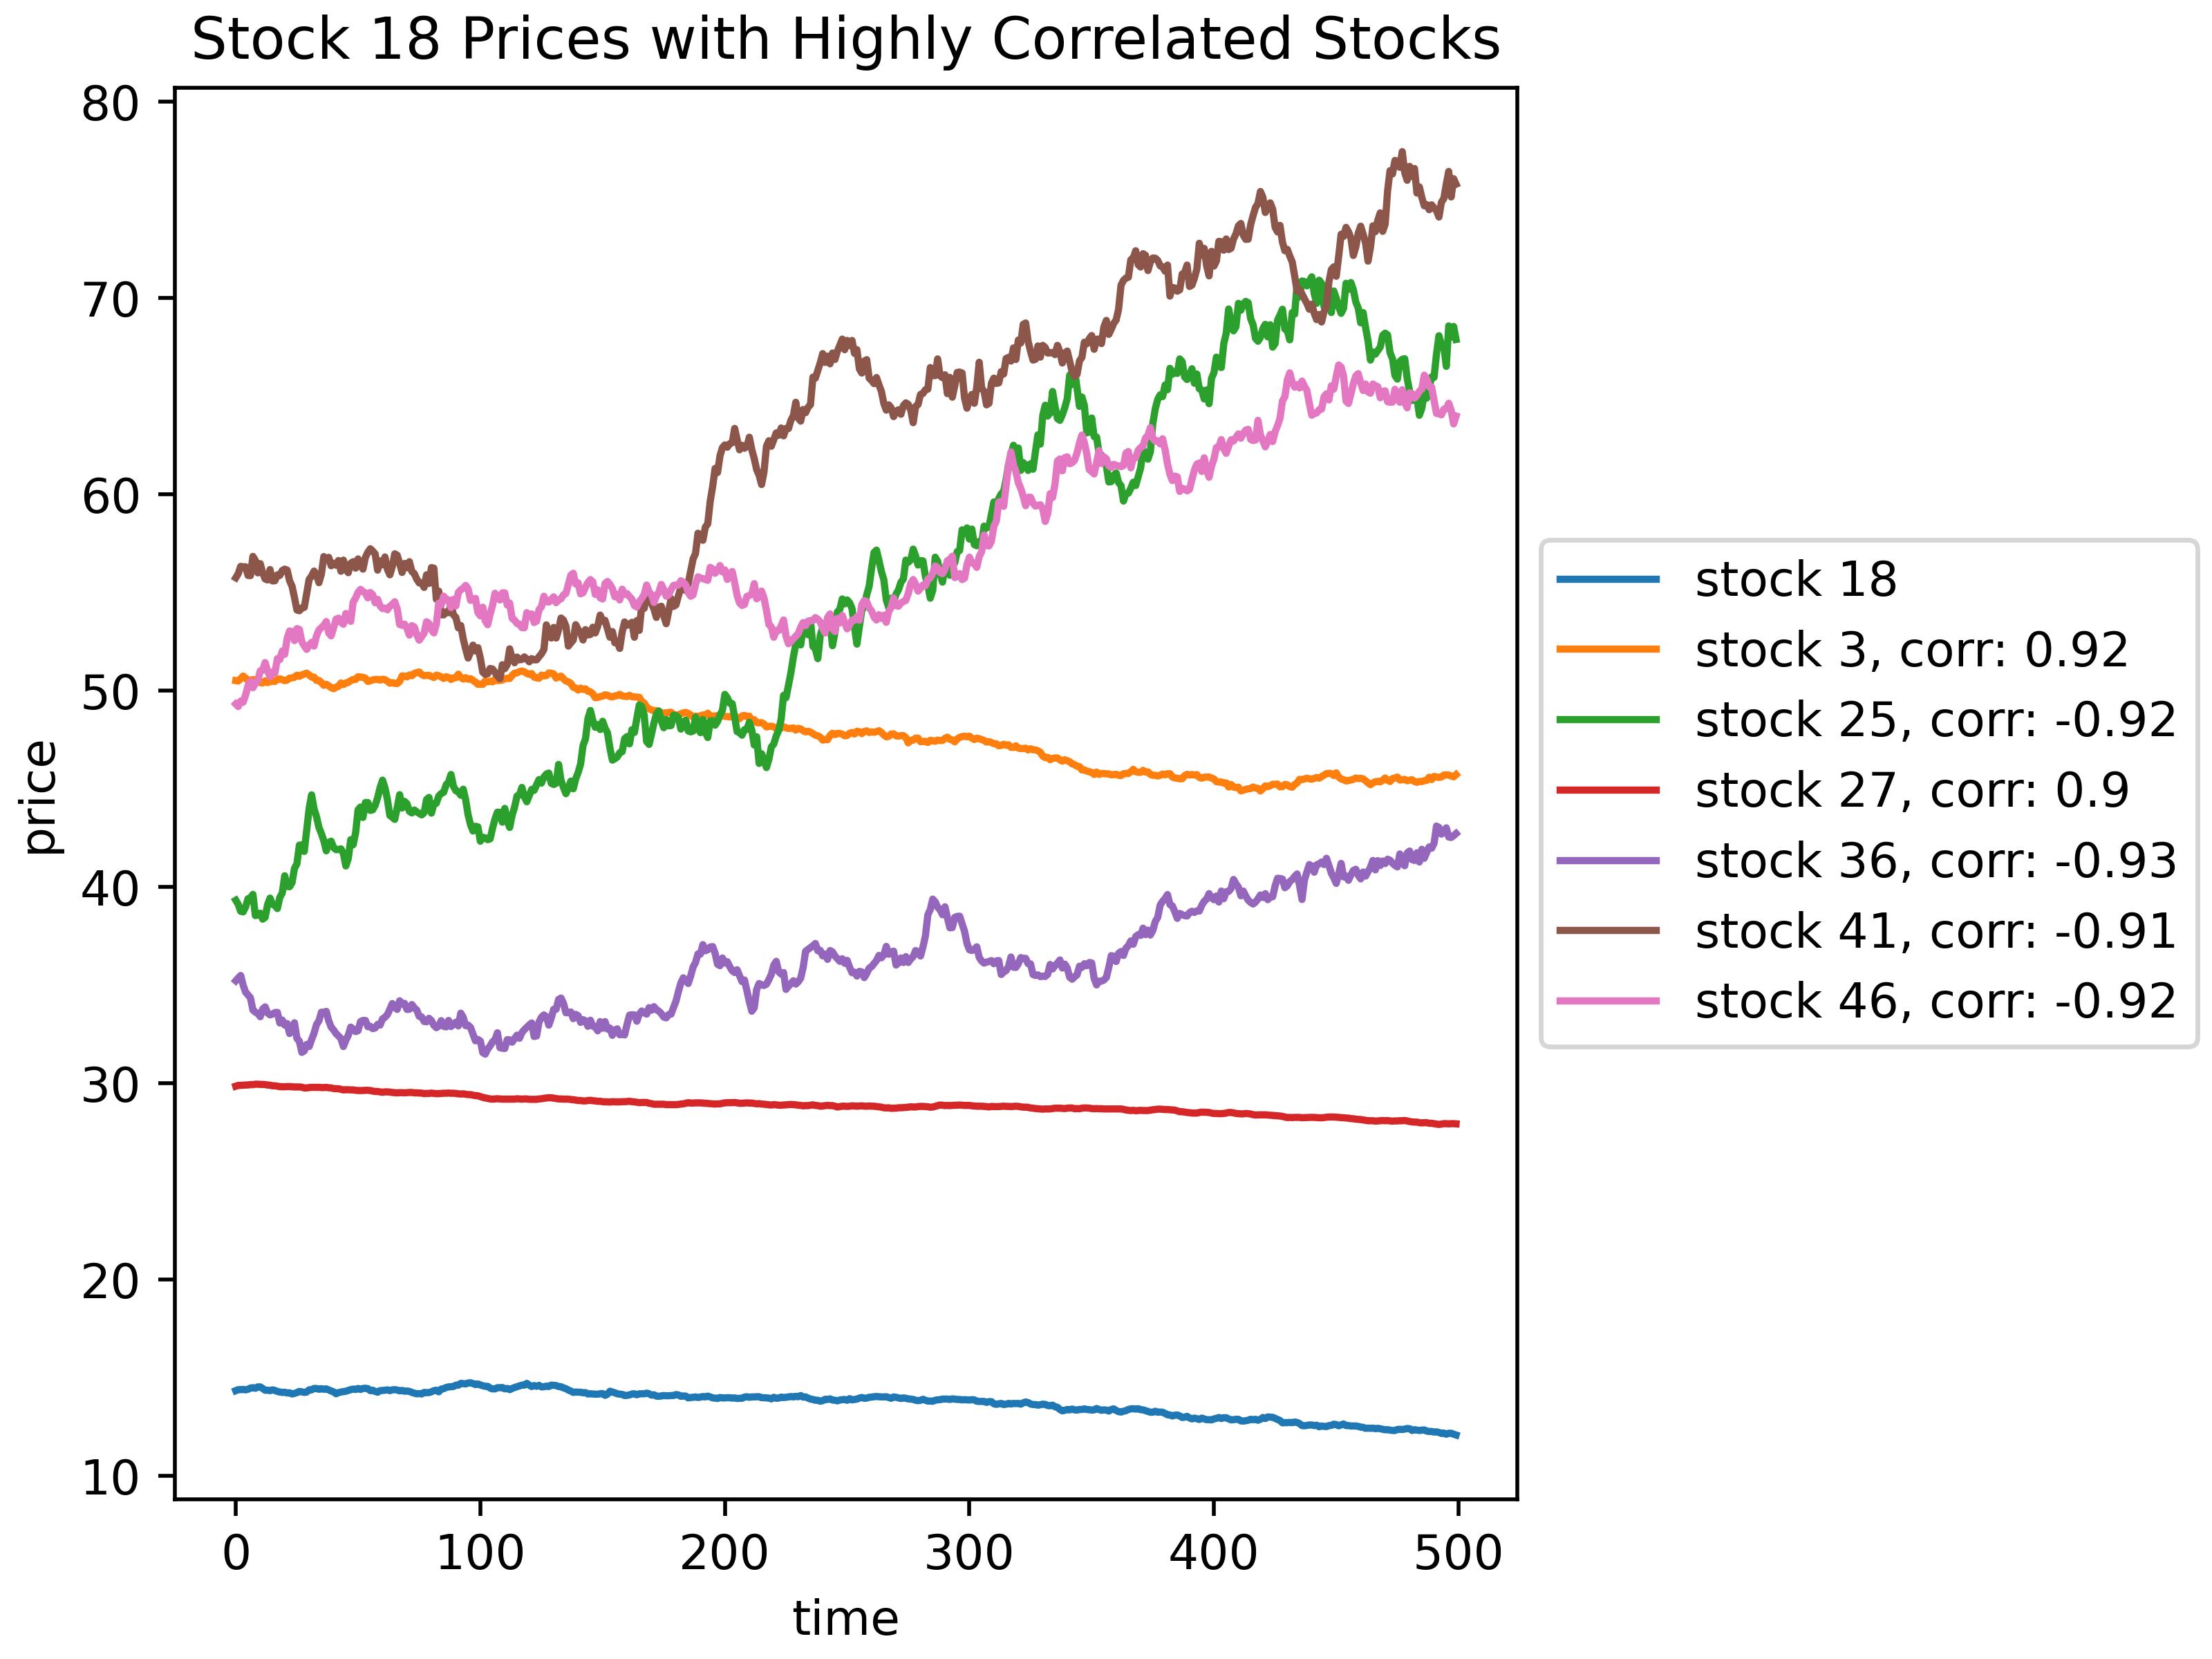 Stock 18 Prices with Highly Correlated Stocks
80
70
60
50
40
30
20
10
price
0 100 200 300 400 500
time
stock 18
stock 3, corr: 0.92
stock 25, corr: -0.92
stock 27, corr: 0.9
stock 36, corr: -0.93
stock 41, corr: -0.91
stock 46, corr: -0.92